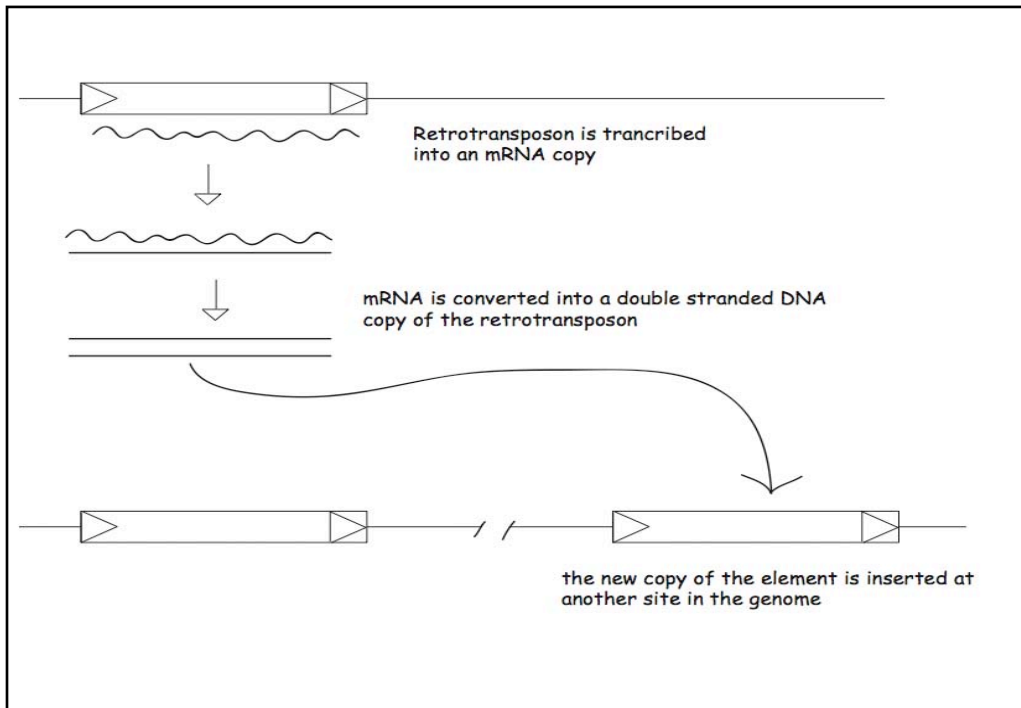 Retrotransposon is trancribed
into an mRNA copy
mRNA is converted into a double stranded DNA
copy of the retrotransposon
the new copy of the element is inserted at
another site in the genome